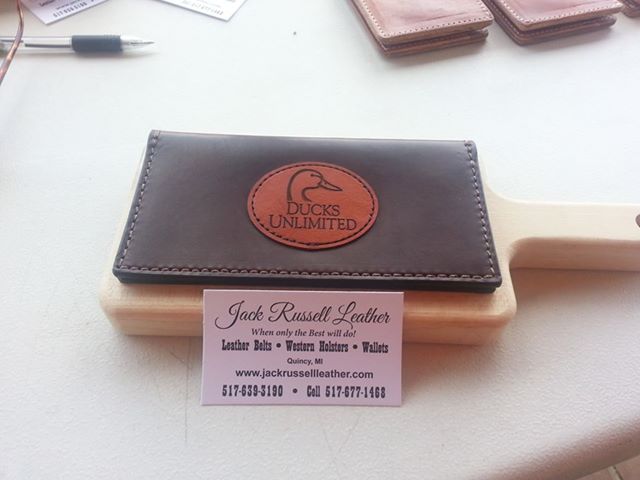 DUCKS
UNLIMITED
Jack Russell Leather
When only the Best will do!
Leather Belts • Western Holsters • Wallets
Quincy, MI
www.jackrussellleather.com
517-639-3190 • Cell 517-677-1468